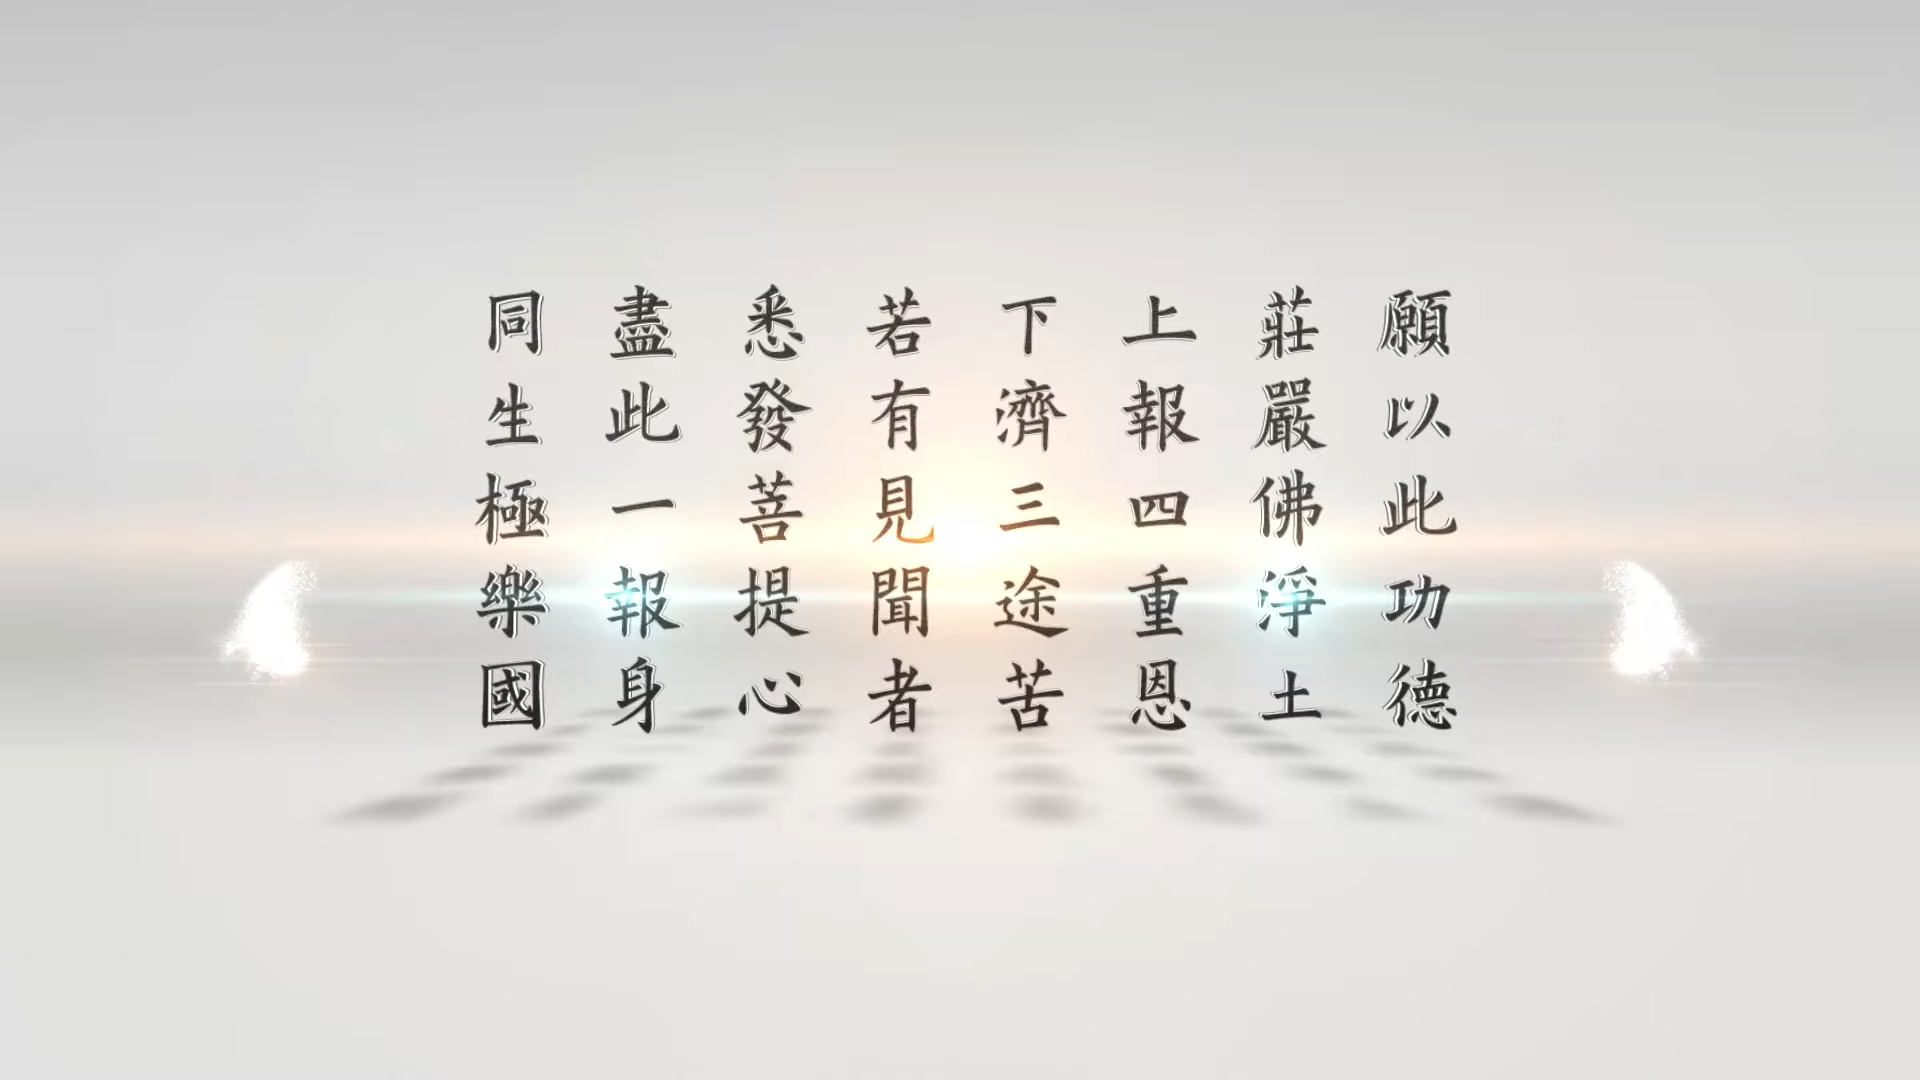 願以此功德
莊嚴佛淨土
上報四重恩
下濟三途苦
若有見聞者
悉發菩提心
盡此一報身
同生極樂國